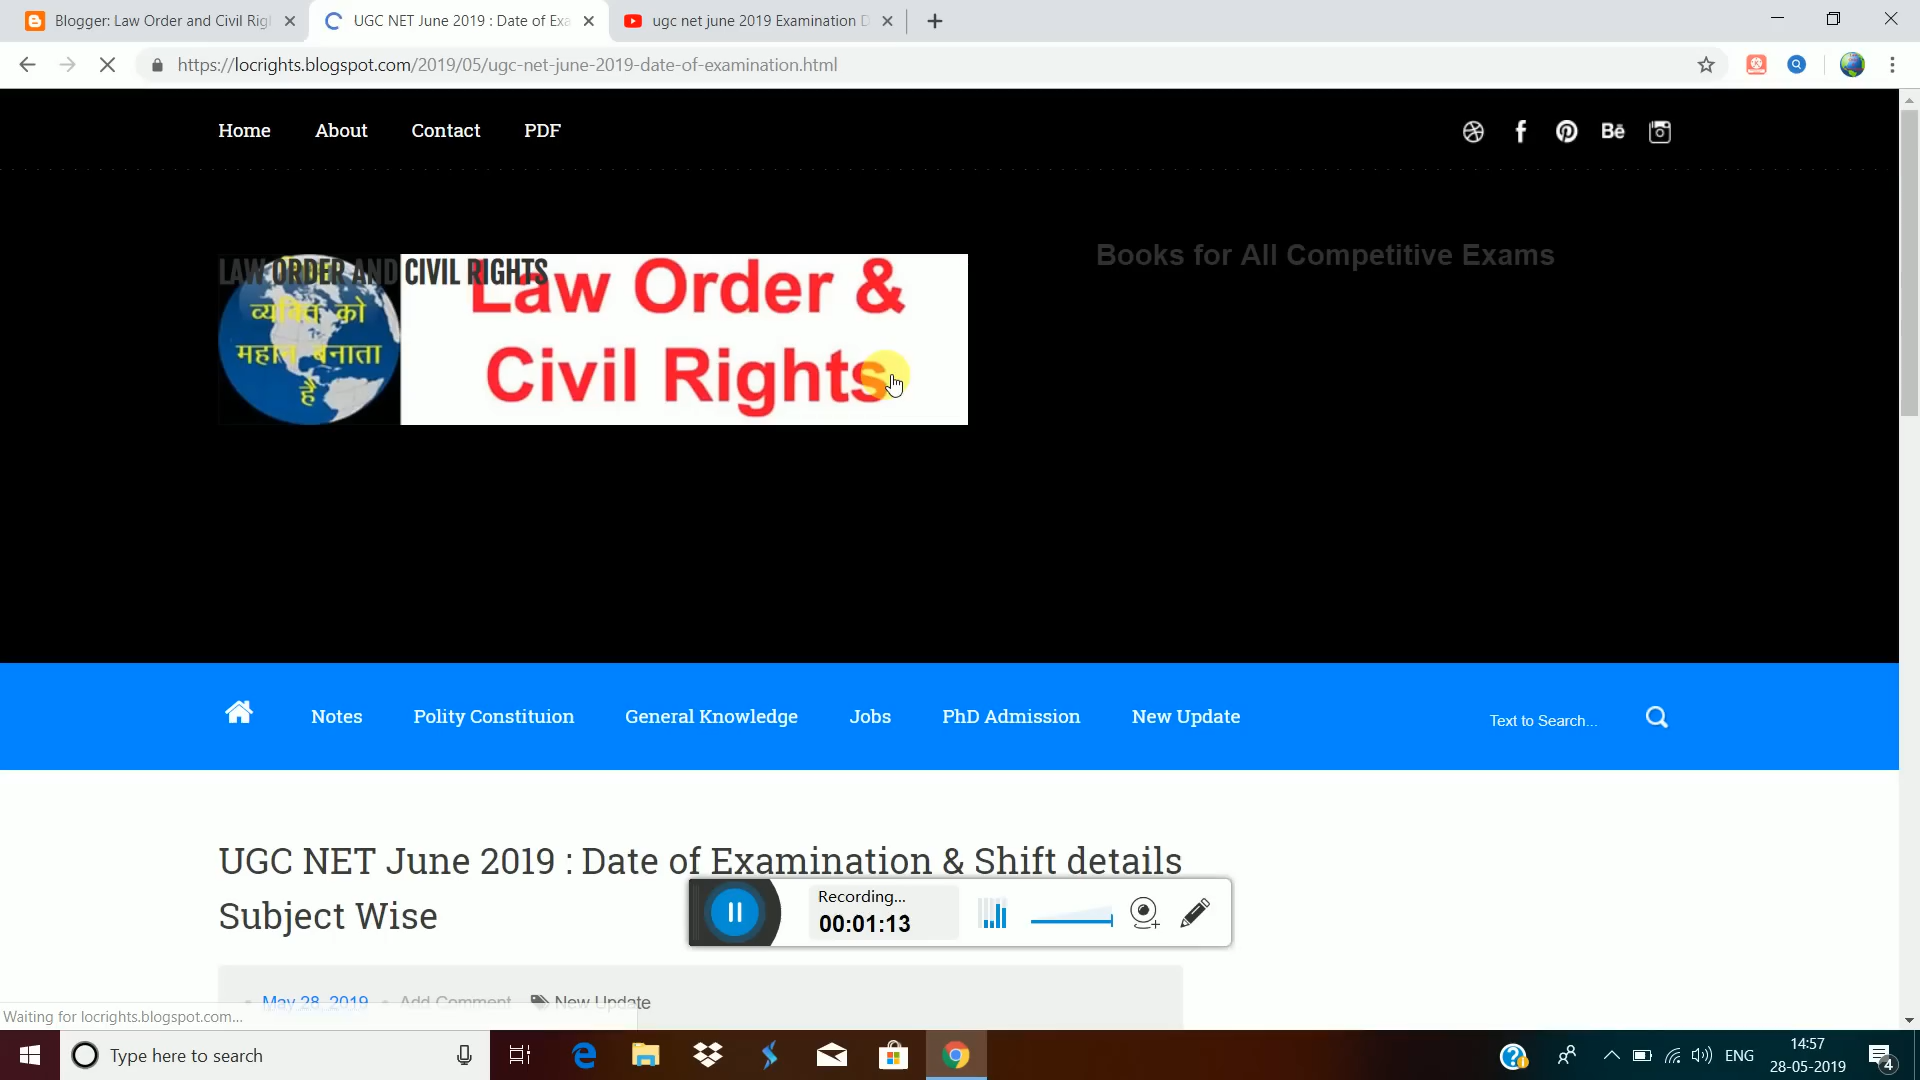 Blogger: Law Order and Civil Rig
UGC NET June 2019 : Date of Exa
ugc net june 2019 Examination D
https://locrights.blogspot.com/2019/05/ugc-net-june-2019-date-of-examination.html
Home About Contact PDF
Bē
LAW ORDER AND CIVIL RIGHTS
Law Order &
Civil Rights
व्यक्ति को
महान बनाता
है
Books for All Competitive Exams
Notes Polity Constituion General Knowledge Jobs PhD Admission New Update Text to Search...
UGC NET June 2019 : Date of Examination & Shift details
Subject Wise
Recording...
00:01:13
May 28, 2019 Add Comment New Update
Waiting for locrights.blogspot.com...
Type here to search
ENG
14:57
28-05-2019
4